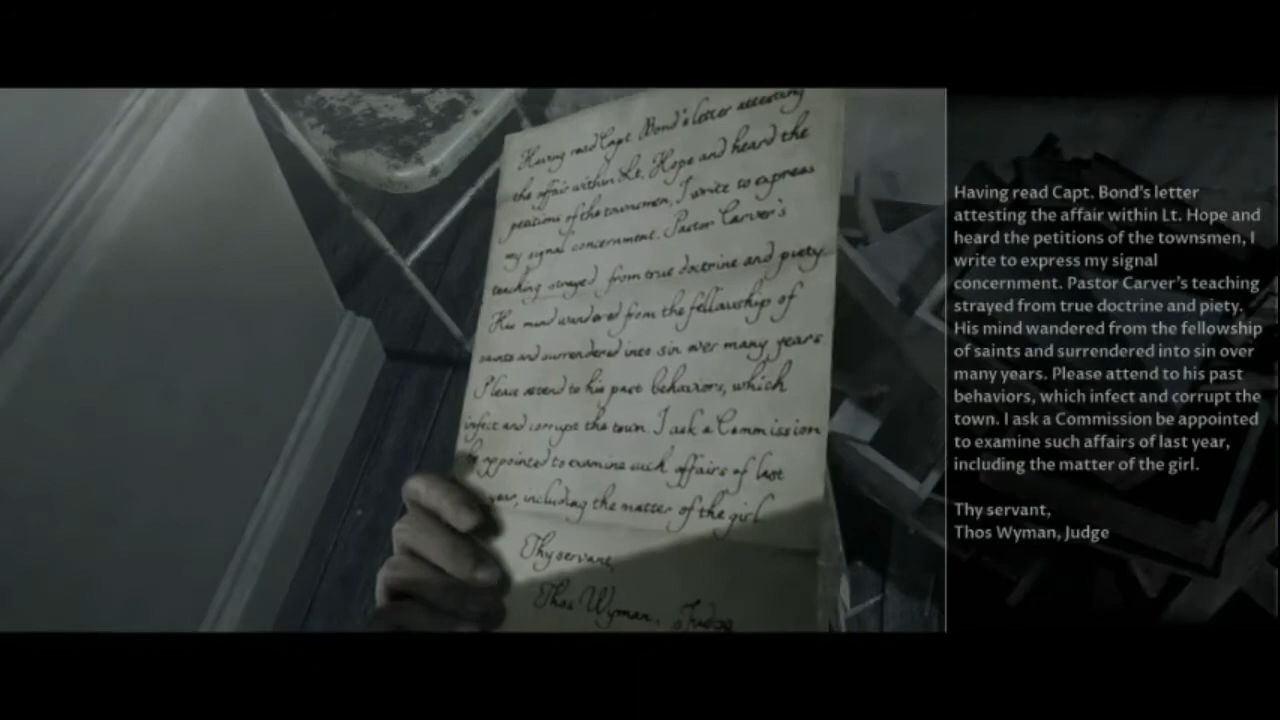 Having read Capt. Bond's letter attesting
the affair within Lt. Hope and heard the
petitions of the townsmen, I write to express
my signal concernment. Pastor Carver's
teaching strayed from true doctrine and piety.
His mind wandered from the fellowship of
saints and surrendered into sin over many years.
Please attend to his past behaviors, which
infect and corrupt the town. I ask a Commission
be appointed to examine such affairs of last
year, including the matter of the girl.
Thy servant,
Thos Wyman, Judge
Having read Capt. Bond's letter
attesting the affair within Lt. Hope and
heard the petitions of the townsmen, I
write to express my signal
concernment. Pastor Carver's teaching
strayed from true doctrine and piety.
His mind wandered from the fellowship
of saints and surrendered into sin over
many years. Please attend to his past
behaviors, which infect and corrupt the
town. I ask a Commission be appointed
to examine such affairs of last year,
including the matter of the girl.
Thy servant,
Thos Wyman, Judge